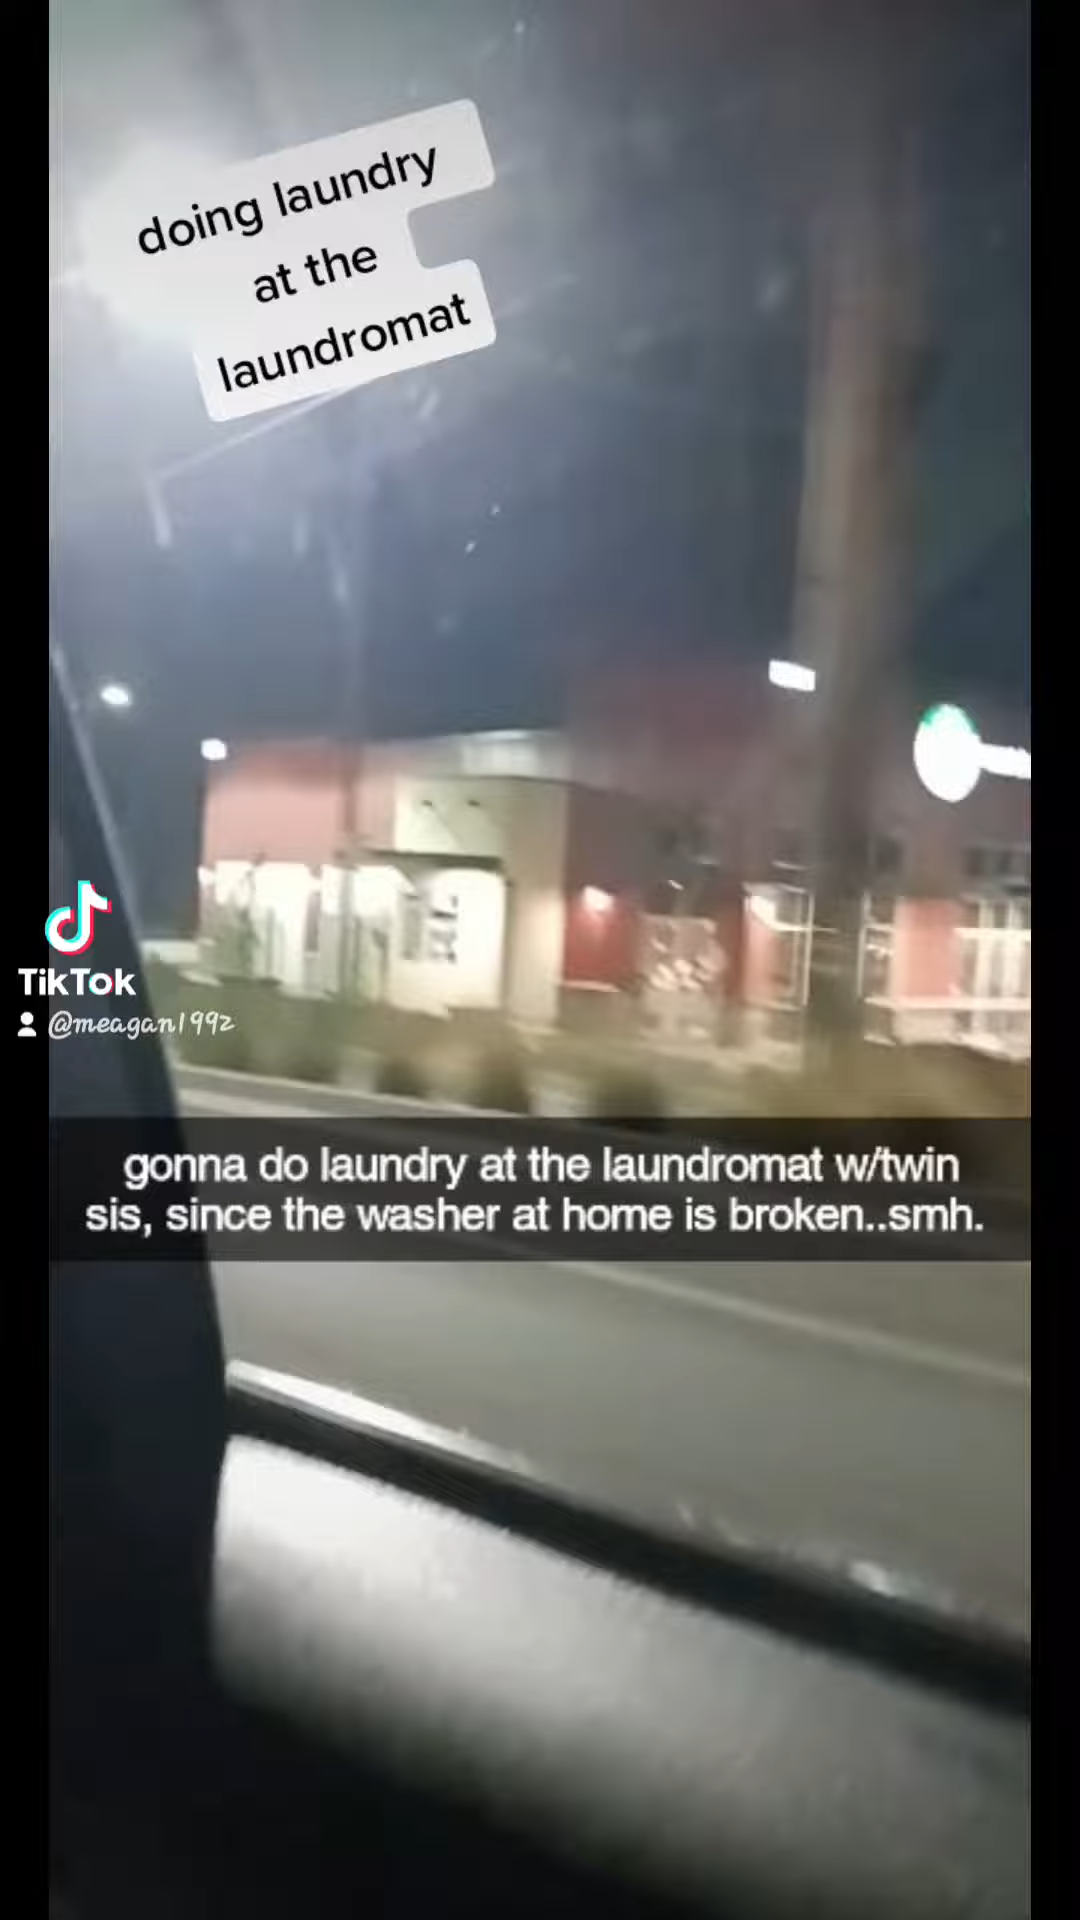 doing laundry
at the
laundromat
TikTok
@meagan1992
gonna do laundry at the laundromat w/twin
sis, since the washer at home is broken..smh.